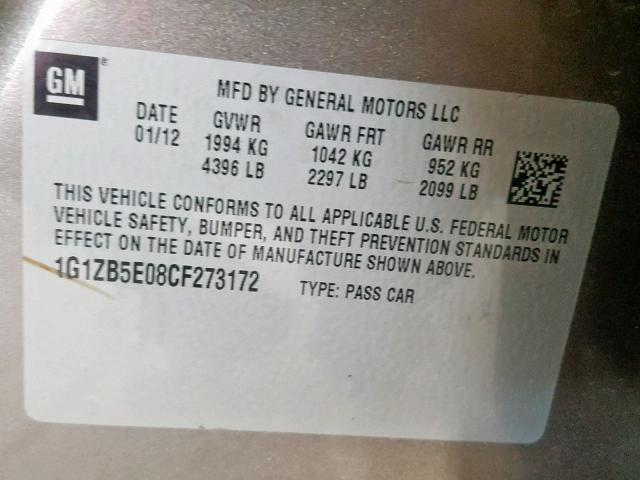 GM®
MFD BY GENERAL MOTORS LLC
DATE GVWR GAWR FRT GAWR RR
01/12 1994 KG 1042 KG 952 KG
4396 LB 2297 LB 2099 LB
THIS VEHICLE CONFORMS TO ALL APPLICABLE U.S. FEDERAL MOTOR
VEHICLE SAFETY, BUMPER, AND THEFT PREVENTION STANDARDS IN
EFFECT ON THE DATE OF MANUFACTURE SHOWN ABOVE.
1G1ZB5E08CF273172 TYPE: PASS CAR